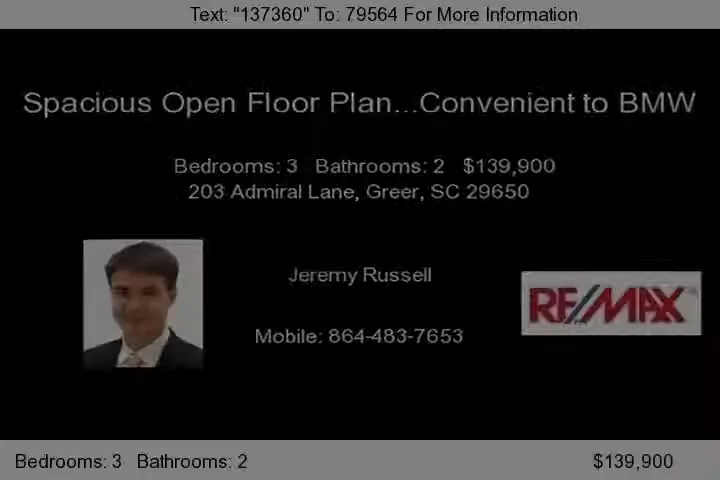 Text: "137360" To: 79564 For More Information
Spacious Open Floor Plan...Convenient to BMW
Bedrooms: 3 Bathrooms: 2 $139,900
203 Admiral Lane, Greer, SC 29650
Jeremy Russell
RE/MAX
Mobile: 864-483-7653
Bedrooms: 3 Bathrooms: 2 $139,900